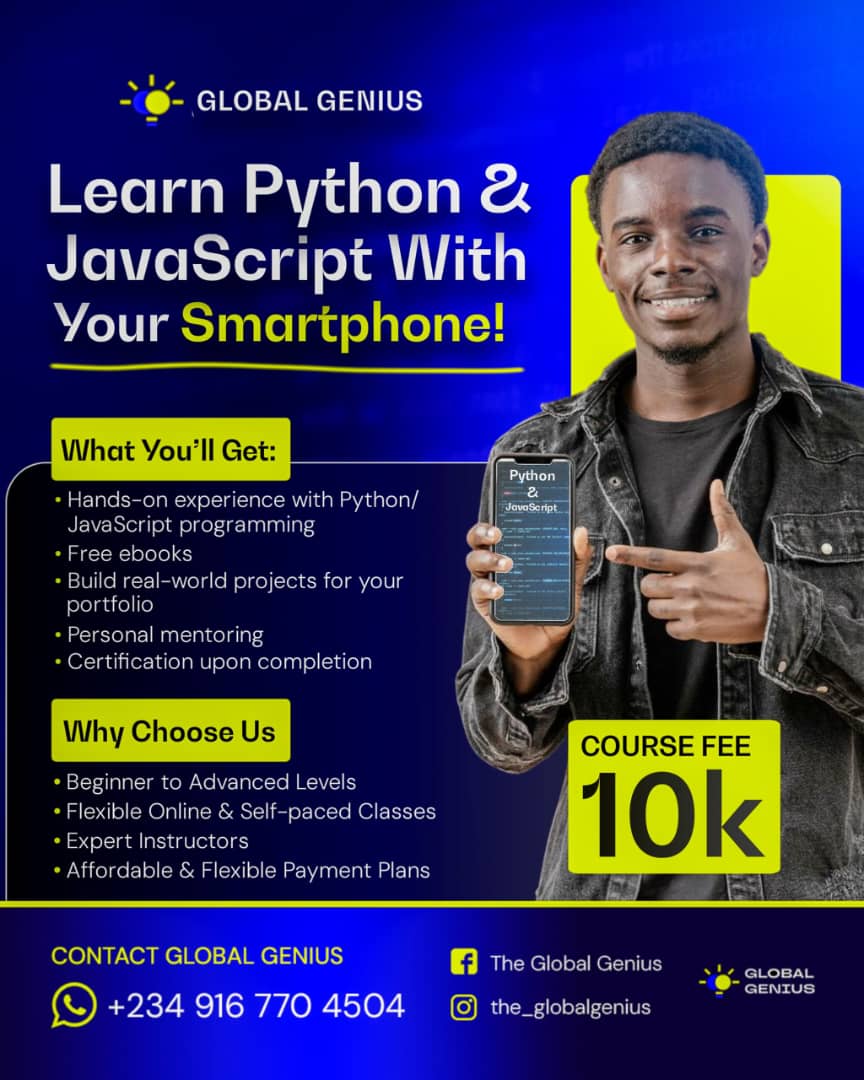 GLOBAL GENIUS
Learn Python &
JavaScript With
Your Smartphone!
What You'll Get:
• Hands-on experience with Python/
JavaScript programming
• Free ebooks
• Build real-world projects for your
portfolio
• Personal mentoring
• Certification upon completion
Python
&
JavaScript
Why Choose Us
• Beginner to Advanced Levels
• Flexible Online & Self-paced Classes
• Expert Instructors
• Affordable & Flexible Payment Plans
COURSE FEE
10k
CONTACT GLOBAL GENIUS
+234 916 770 4504
The Global Genius
the_globalgenius
GLOBAL
GENIUS